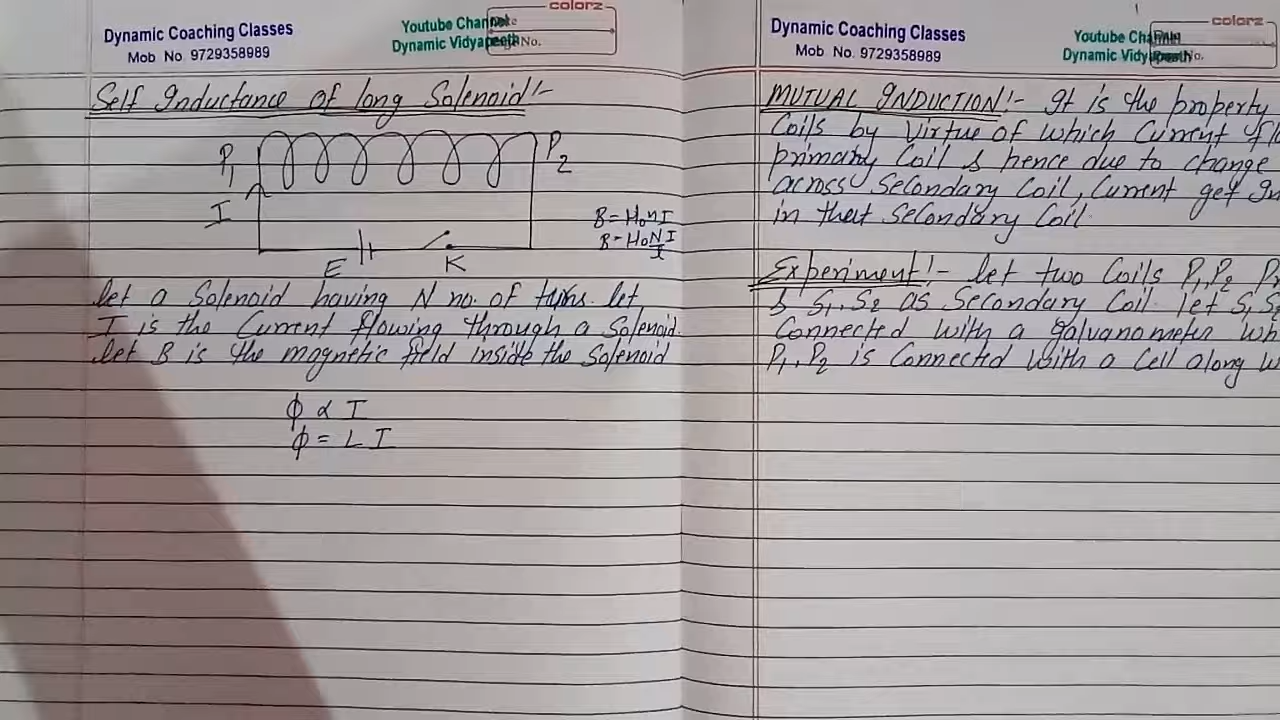 Dynamic Coaching Classes
Mob No. 9729358989
Youtube Channel
Dynamic Vidyapeeth
colorz
No.
Self Inductance of long Solenoid:-
P1
P2
I
E
K
B = μ0nI
B = μ0 N/l I
let a Solenoid having N no. of turns. let
I is the Current flowing through a Solenoid.
let B is the magnetic field inside the Solenoid
ϕ ∝ I
ϕ = L I
Dynamic Coaching Classes
Mob No. 9729358989
Youtube Channel
Dynamic Vidyapeeth
colorz
No.
MUTUAL INDUCTION:- It is the property
Coils by Virtue of which Current
primary Coil & hence due to change
across Secondary Coil, Current get
in that Secondary Coil.
Experiment:- let two Coils P1, P2
& S1, S2 as Secondary Coil. let S1
Connected with a galvanometer
P1, P2 is Connected with a Cell along